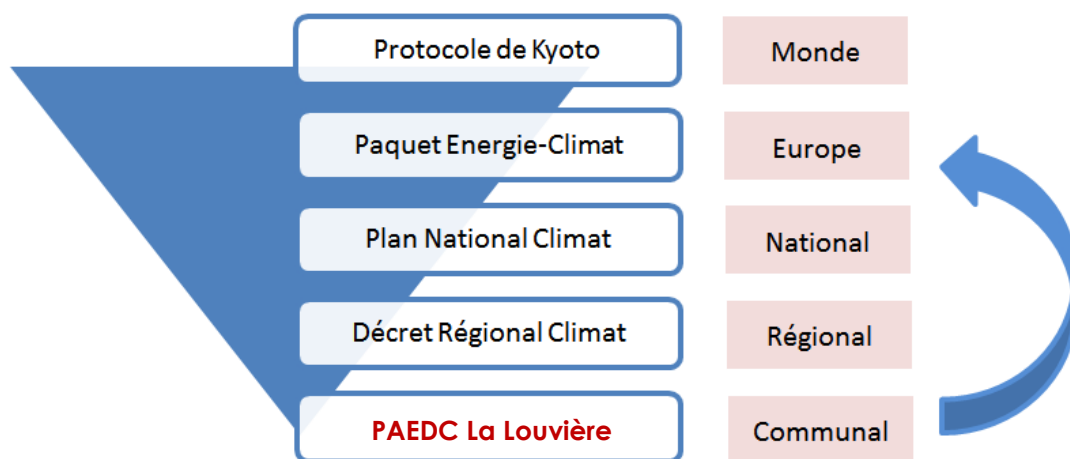 Protocole de Kyoto
Monde
Paquet Energie-Climat
Europe
Plan National Climat
National
Décret Régional Climat
Régional
PAEDC La Louvière
Communal